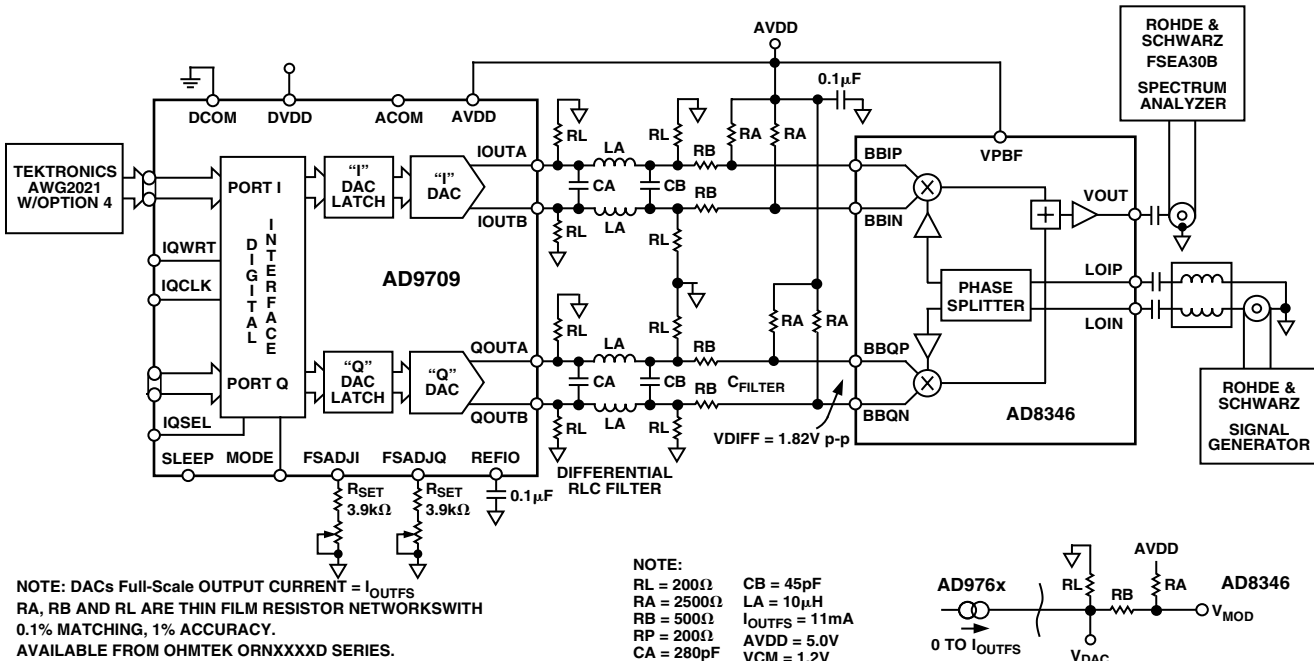 AVDD
ROHDE &
SCHWARZ
FSEA30B
SPECTRUM
ANALYZER
0.1μF
DCOM DVDD ACOM AVDD
RL LA RL RB RA RA
VPBF
TEKTRONICS
AWG2021
W/OPTION 4
PORT I
"I"
DAC
LATCH
"I"
DAC
IOUTA
IOUTB
CA CB
RB
BBIP
BBIN
VOUT
RL LA RL
IQWRT
IQCLK
DIGITAL
INTERFACE
AD9709
PHASE
SPLITTER
LOIP
LOIN
RL LA RL RB RA RA
PORT Q
"Q"
DAC
LATCH
"Q"
DAC
QOUTA
QOUTB
CA CB
RB
CFILTER
BBQP
BBQN
AD8346
IQSEL
RL LA RL
VDIFF = 1.82V p-p
ROHDE &
SCHWARZ
SIGNAL
GENERATOR
SLEEP MODE FSADJI FSADJQ REFIO
DIFFERENTIAL
RLC FILTER
RSET
3.9kΩ
RSET
3.9kΩ
0.1μF
NOTE: DACs Full-Scale OUTPUT CURRENT = IOUTFS
RA, RB AND RL ARE THIN FILM RESISTOR NETWORKSWITH
0.1% MATCHING, 1% ACCURACY.
AVAILABLE FROM OHMTEK ORNXXXXD SERIES.
NOTE:
RL = 200Ω
RA = 2500Ω
RB = 500Ω
RP = 200Ω
CA = 280pF
CB = 45pF
LA = 10μH
IOUTFS = 11mA
AVDD = 5.0V
VCM = 1.2V
AD976x
0 TO IOUTFS
RL
RB
AVDD
RA
AD8346
VMOD
VDAC